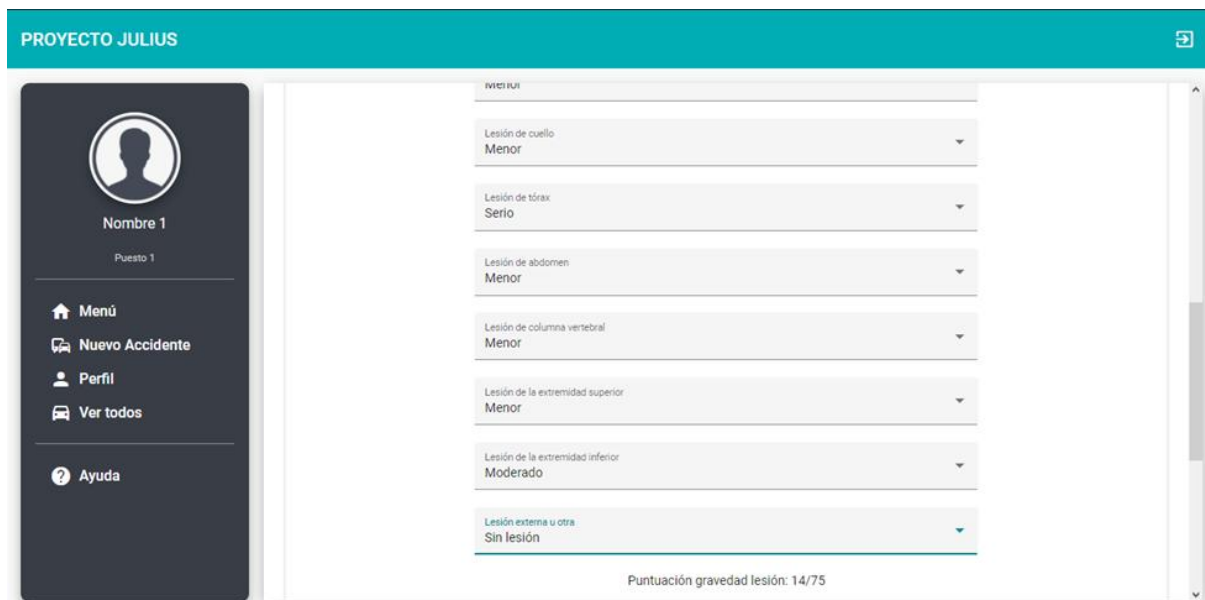 PROYECTO JULIUS
Nombre 1
Puesto 1
Menú
Nuevo Accidente
Perfil
Ver todos
Ayuda
Menor
Lesión de cuello
Menor
Lesión de tórax
Serio
Lesión de abdomen
Menor
Lesión de columna vertebral
Menor
Lesión de la extremidad superior
Menor
Lesión de la extremidad inferior
Moderado
Lesión externa u otra
Sin lesión
Puntuación gravedad lesión: 14/75